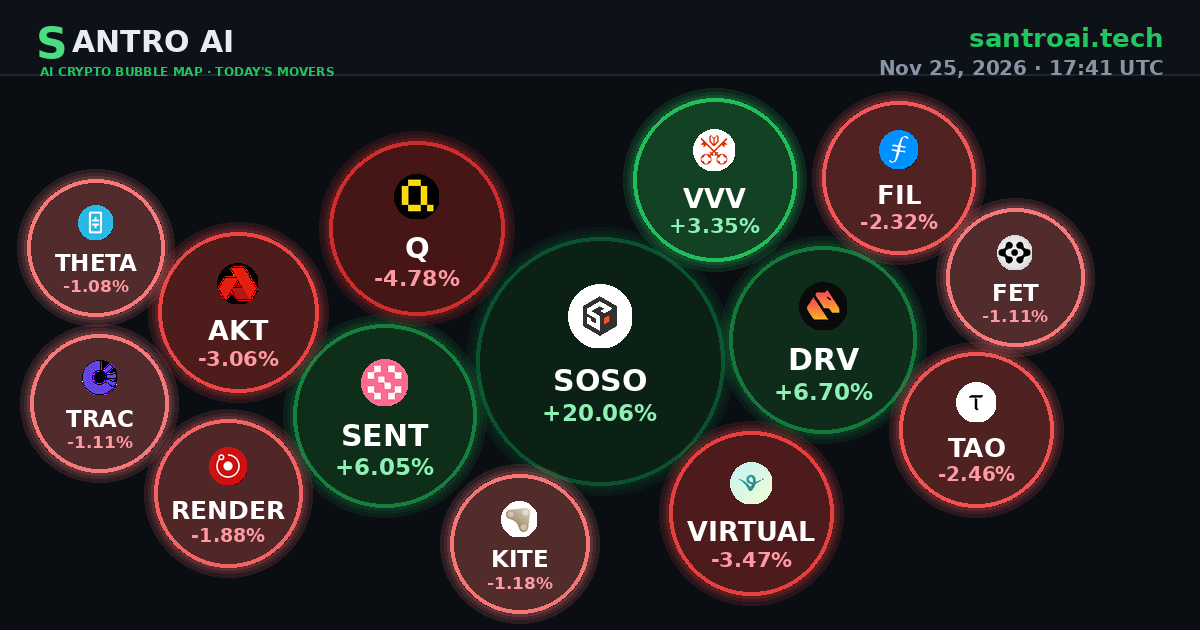 SANTRO AI
AI CRYPTO BUBBLE MAP · TODAY'S MOVERS
santroai.tech
Nov 25, 2026 · 17:41 UTC
THETA
-1.08%
AKT
-3.06%
Q
-4.78%
VVV
+3.35%
FIL
-2.32%
FET
-1.11%
SOSO
+20.06%
DRV
+6.70%
TRAC
-1.11%
SENT
+6.05%
TAO
-2.46%
RENDER
-1.88%
KITE
-1.18%
VIRTUAL
-3.47%